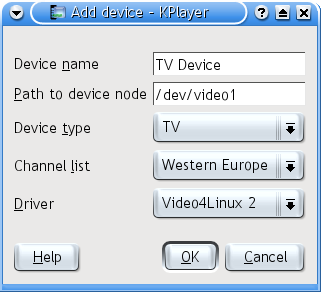 Add device - KPlayer
Device name TV Device
Path to device node /dev/video1
Device type TV
Channel list Western Europe
Driver Video4Linux 2
Help OK Cancel